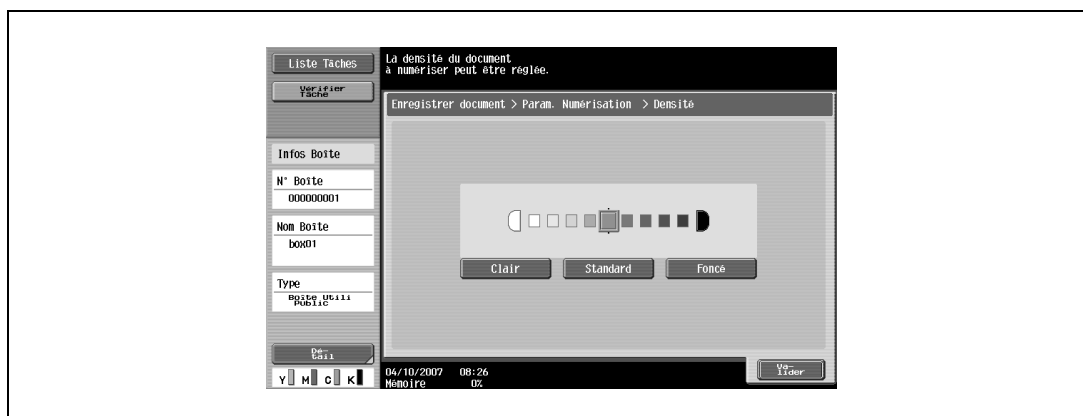 Liste Tâches
Vérifier
Tâche
La densité du document
à numériser peut être réglée.
Enregistrer document > Param. Numérisation > Densité
Infos Boîte
N° Boîte
000000001
Nom Boîte
box01
Type
Boîte Utili
Public
Clair
Standard
Foncé
Dé-
tail
Y M C K
04/10/2007 08:26
Mémoire 0%
Va-
lider